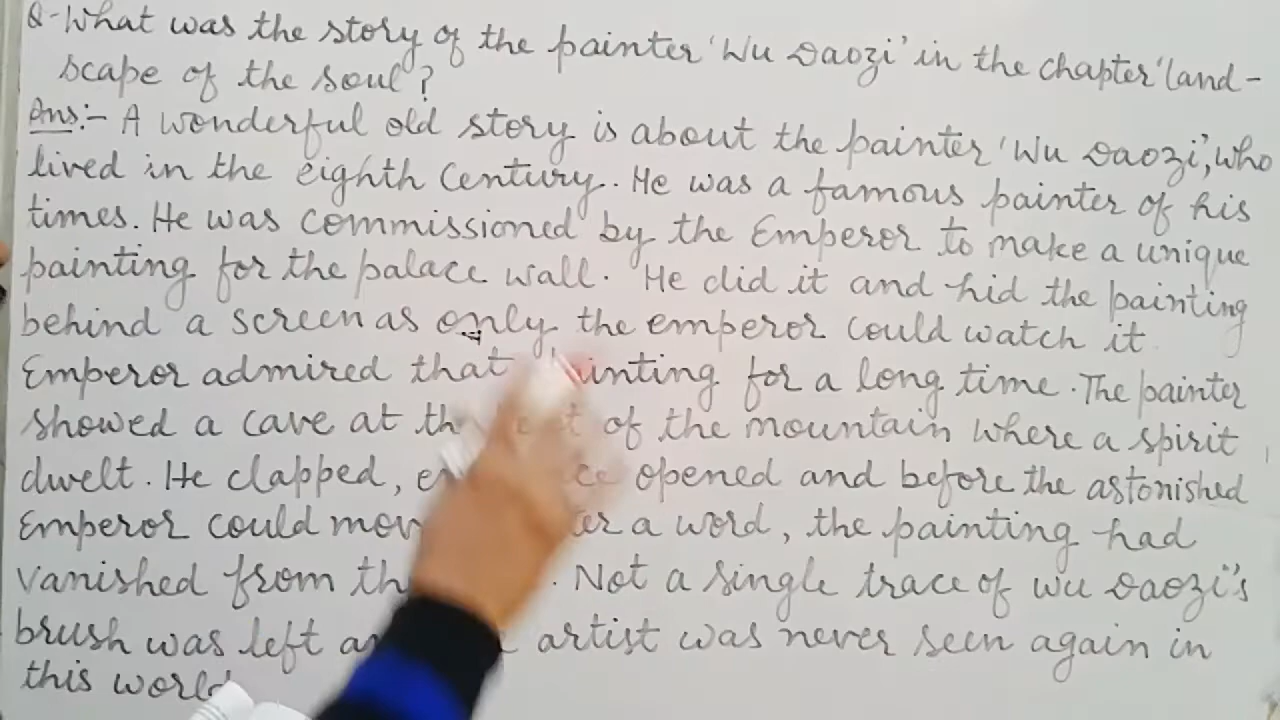 Q-What was the story of the painter 'Wu Daozi' in the chapter 'land-
scape of the soul'?
Ans:- A wonderful old story is about the painter 'Wu Daozi', who
lived in the eighth Century. He was a famous painter of his
times. He was commissioned by the Emperor to make a unique
painting for the palace wall. He did it and hid the painting
behind a screen as only the emperor could watch it
Emperor admired that for a long time. The painter
showed a cave at of the mountain where a spirit
dwelt. He clapped, opened and before the astonished
Emperor could a word, the painting had
vanished from . Not a single trace of Wu Daozi's
brush was left artist was never seen again in
this world